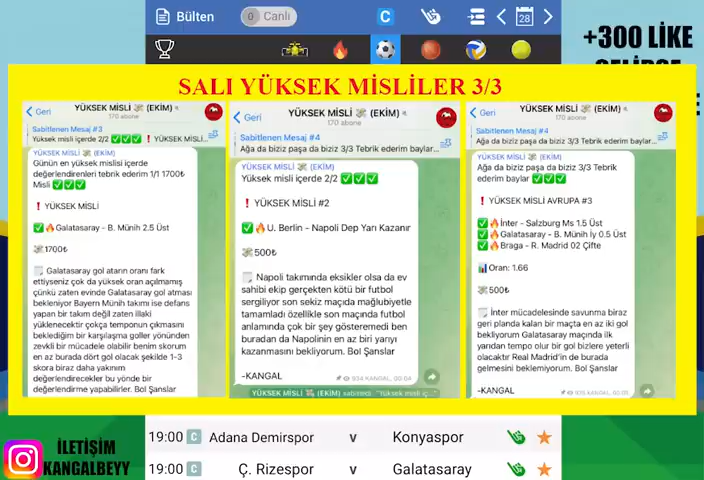 Bülten
0 Canlı
C
28
+300 LİKE
SALI YÜKSEK MİSLİLER 3/3
Geri
YÜKSEK MİSLİ 💸 (EKİM)
170 abone
Sabitlenen Mesaj #3
Yüksek misli içerde 2/2 ✅✅✅ ❗ YÜKSEK MİSLİ...
YÜKSEK MİSLİ 💸 (EKİM)
Günün en yüksek mislisi içerde
değerlendirenleri tebrik ederim 1/1 1700₺
Misli ✅✅✅
❗ YÜKSEK MİSLİ
✅🔥Galatasaray - B. Münih 2.5 Üst
💸1700₺
🗒️ Galatasaray gol atarın oranı fark
ettiyseniz çok da yüksek oran açılmamış
çünkü zaten evinde Galatasaray gol atması
bekleniyor Bayern Münih takımı ise defans
yapan bir takım değil zaten illaki
yüklenecektir çokça temponun çıkmasını
beklediğim bir karşılaşma goller yönünden
zevkli bir mücadele olabilir benim skorum
en az burada dört gol olacak şekilde 1-3
skora biraz daha yakınım
değerlendirecekler bu yönde bir
değerlendirme yapabilirler. Bol Şanslar
Geri
YÜKSEK MİSLİ 💸 (EKİM)
170 abone
Sabitlenen Mesaj #4
Ağa da biziz paşa da biziz 3/3 Tebrik ederim baylar...
YÜKSEK MİSLİ 💸 (EKİM)
Yüksek misli içerde 2/2 ✅✅✅
❗ YÜKSEK MİSLİ #2
✅🔥U. Berlin - Napoli Dep Yarı Kazanır
💸500₺
🗒️ Napoli takımında eksikler olsa da ev
sahibi ekip gerçekten kötü bir futbol
sergiliyor son sekiz maçıda mağlubiyetle
tamamladı özellikle son maçında futbol
anlamında çok bir şey gösteremedi ben
buradan da Napolinin en az biri yarıyı
kazanmasını bekliyorum. Bol Şanslar
-KANGAL
934 KANGAL, 00:04
YÜKSEK MİSLİ 💸 (EKİM) sabitledi
Geri
YÜKSEK MİSLİ 💸 (EKİM)
170 abone
Sabitlenen Mesaj #4
Ağa da biziz paşa da biziz 3/3 Tebrik ederim baylar...
YÜKSEK MİSLİ 💸 (EKİM)
Ağa da biziz paşa da biziz 3/3 Tebrik
ederim baylar ✅✅✅
❗ YÜKSEK MİSLİ AVRUPA #3
✅🔥İnter - Salzburg Ms 1.5 Üst
✅🔥Galatasaray - B. Münih İy 0.5 Üst
✅🔥Braga - R. Madrid 02 Çifte
📊Oran: 1.66
💸500₺
🗒️ İnter mücadelesinde savunma biraz
geri planda kalan bir maçta en az iki gol
bekliyorum Galatasaray maçında ilk
yarıdan tempo olur bir gol bizlere yeterli
olacaktır Real Madrid'in de burada
gelmesini beklemiyorum. Bol Şanslar
-KANGAL
19:00 C Adana Demirspor v Konyaspor
19:00 C Ç. Rizespor v Galatasaray
İLETİŞİM
KANGALBEYY